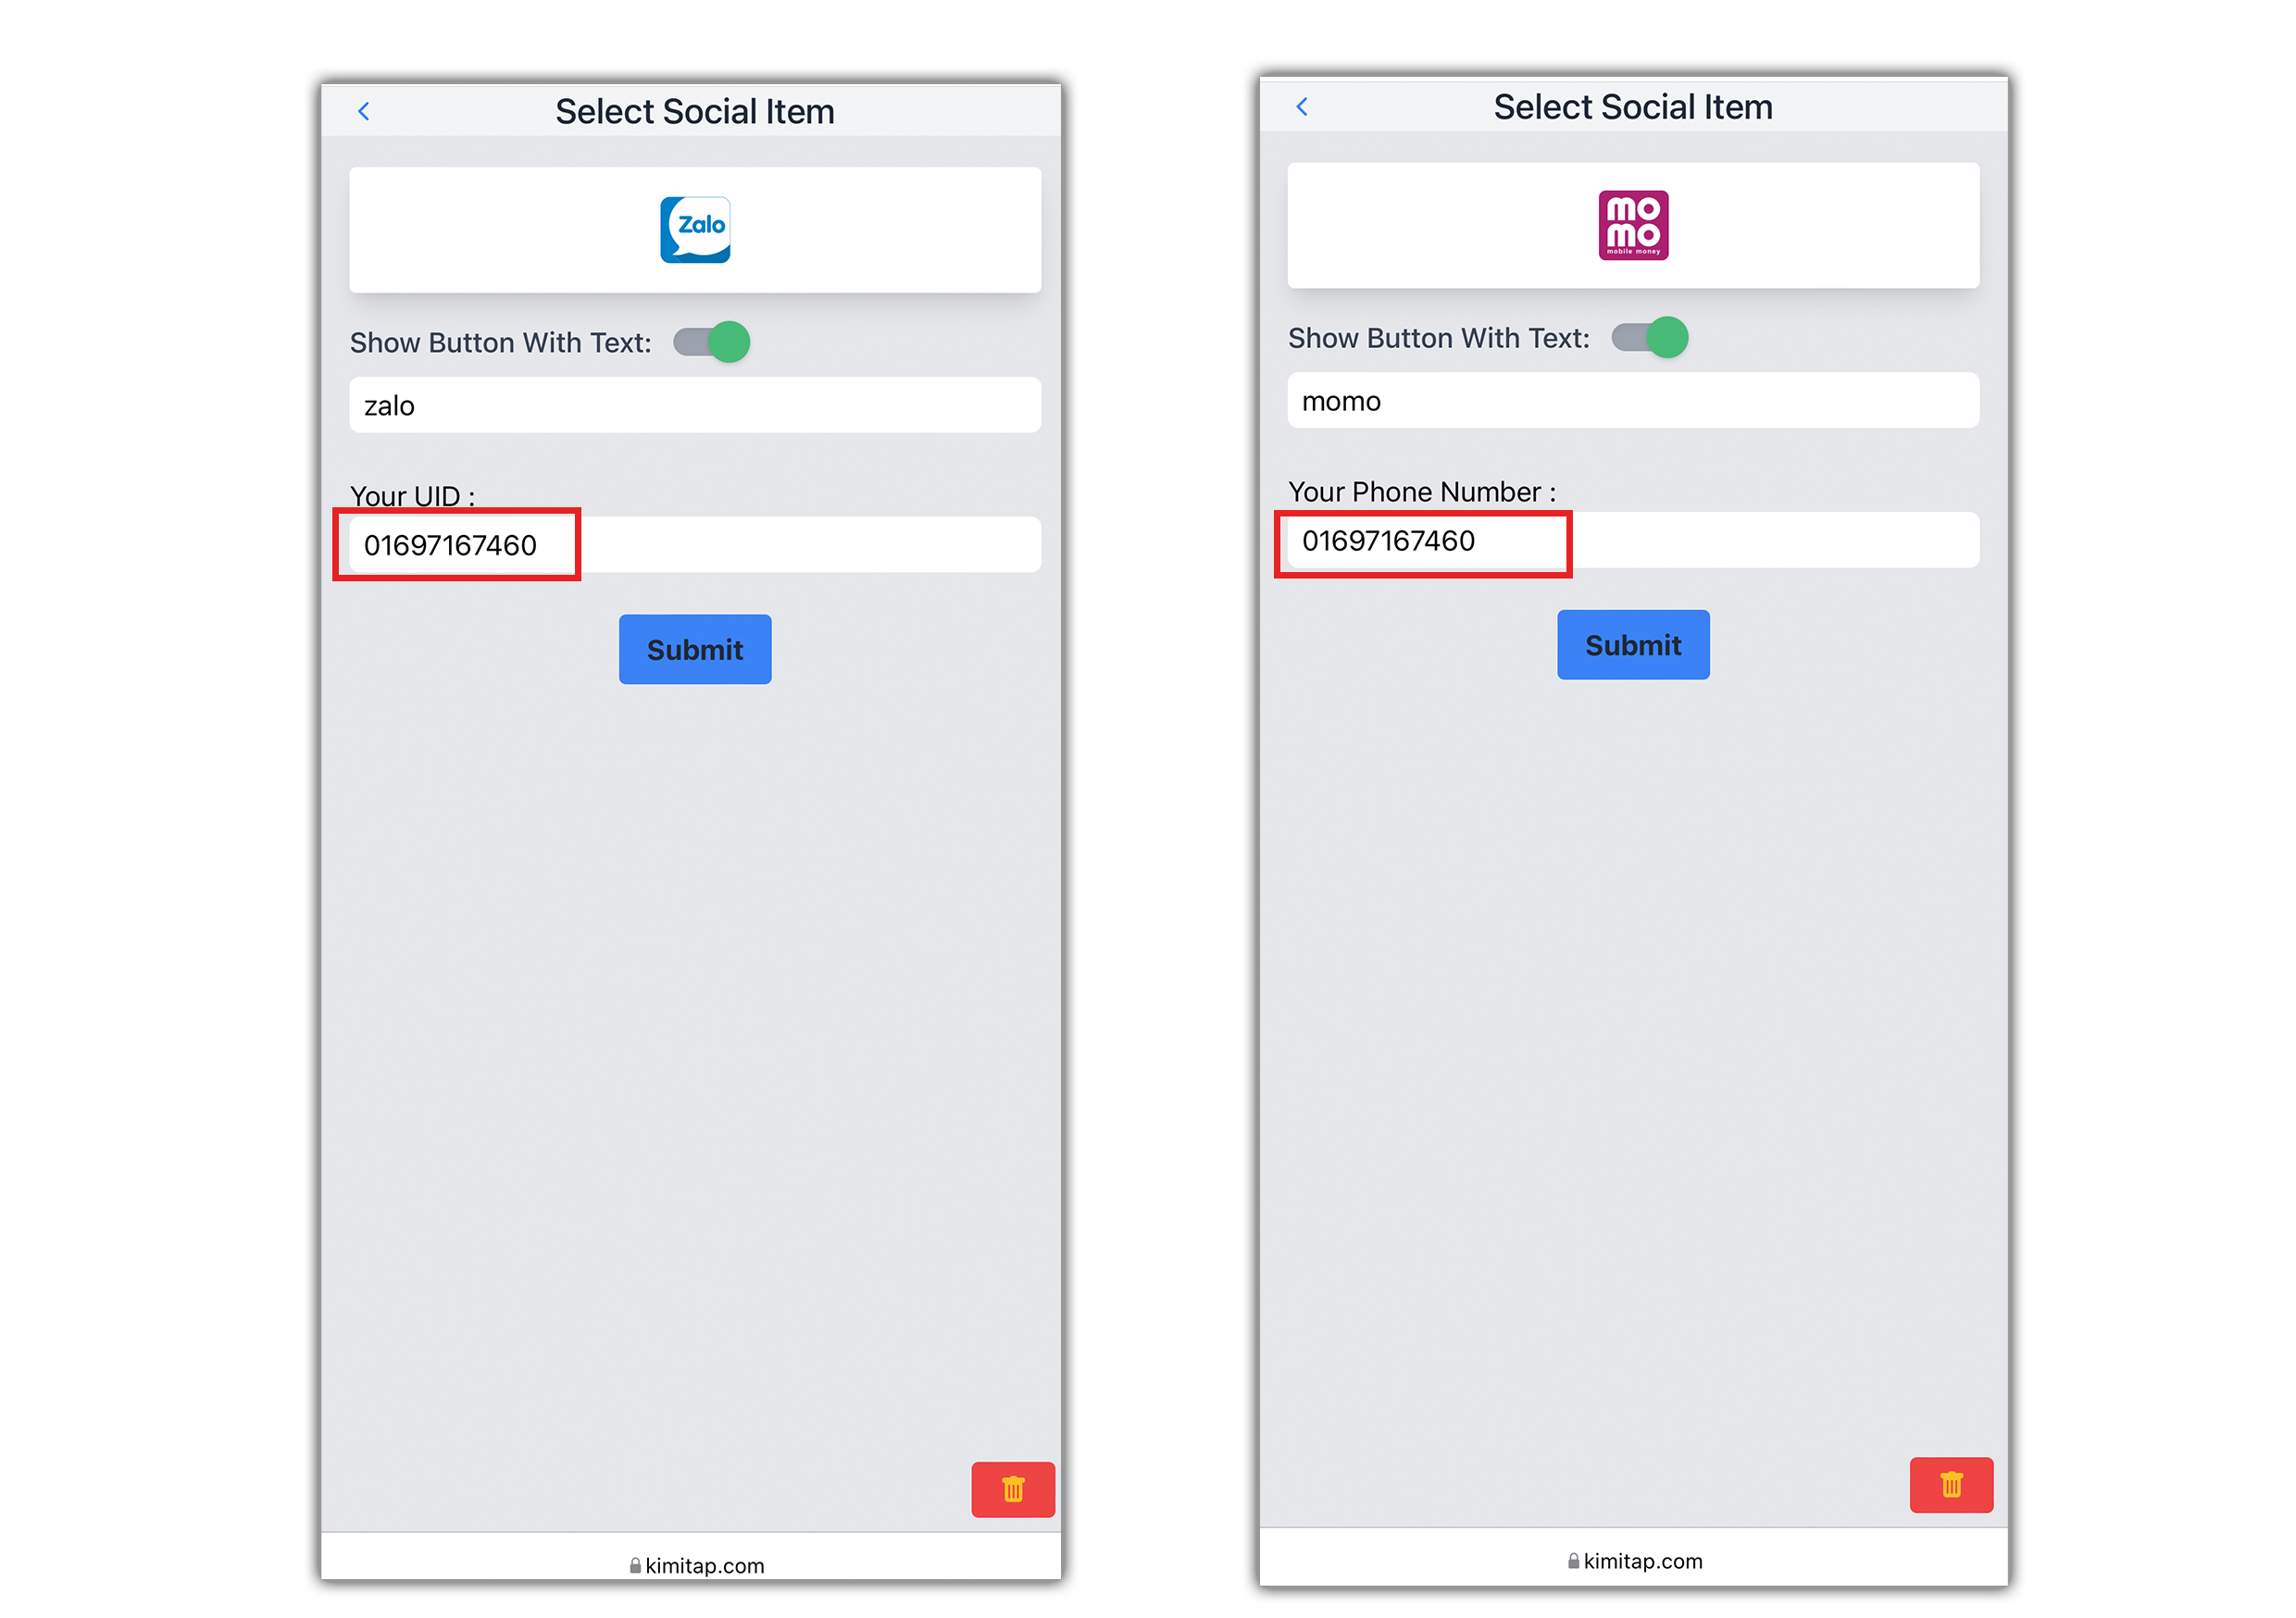 Select Social Item
Zalo
Show Button With Text:
zalo
Your UID :
01697167460
Submit
kimitap.com
Select Social Item
mo
mo
mobile money
Show Button With Text:
momo
Your Phone Number :
01697167460
Submit
kimitap.com